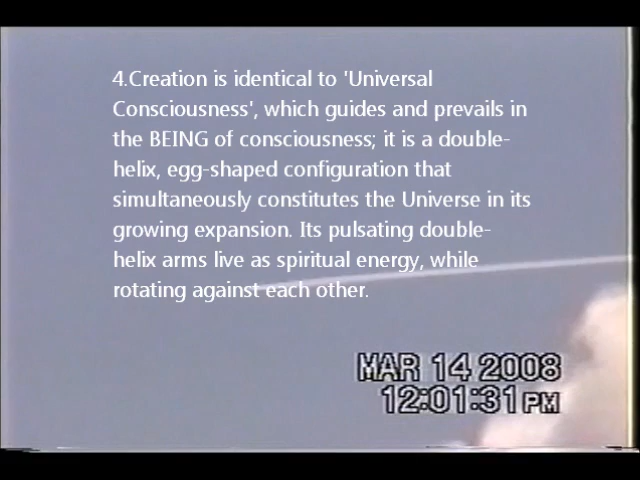 4.Creation is identical to 'Universal
Consciousness', which guides and prevails in
the BEING of consciousness; it is a double-
helix, egg-shaped configuration that
simultaneously constitutes the Universe in its
growing expansion. Its pulsating double-
helix arms live as spiritual energy, while
rotating against each other.
MAR 14 2008
12:01:31PM